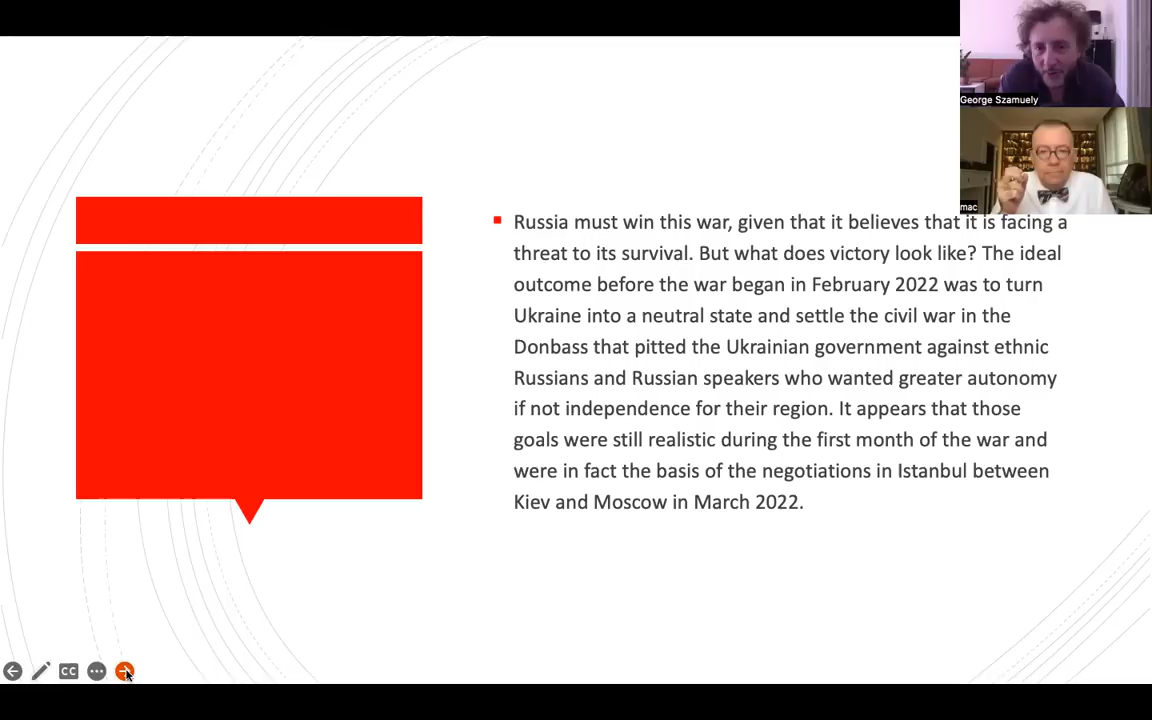 George Szamuely
mac
Russia must win this war, given that it believes that it is facing a
threat to its survival. But what does victory look like? The ideal
outcome before the war began in February 2022 was to turn
Ukraine into a neutral state and settle the civil war in the
Donbass that pitted the Ukrainian government against ethnic
Russians and Russian speakers who wanted greater autonomy
if not independence for their region. It appears that those
goals were still realistic during the first month of the war and
were in fact the basis of the negotiations in Istanbul between
Kiev and Moscow in March 2022.
CC